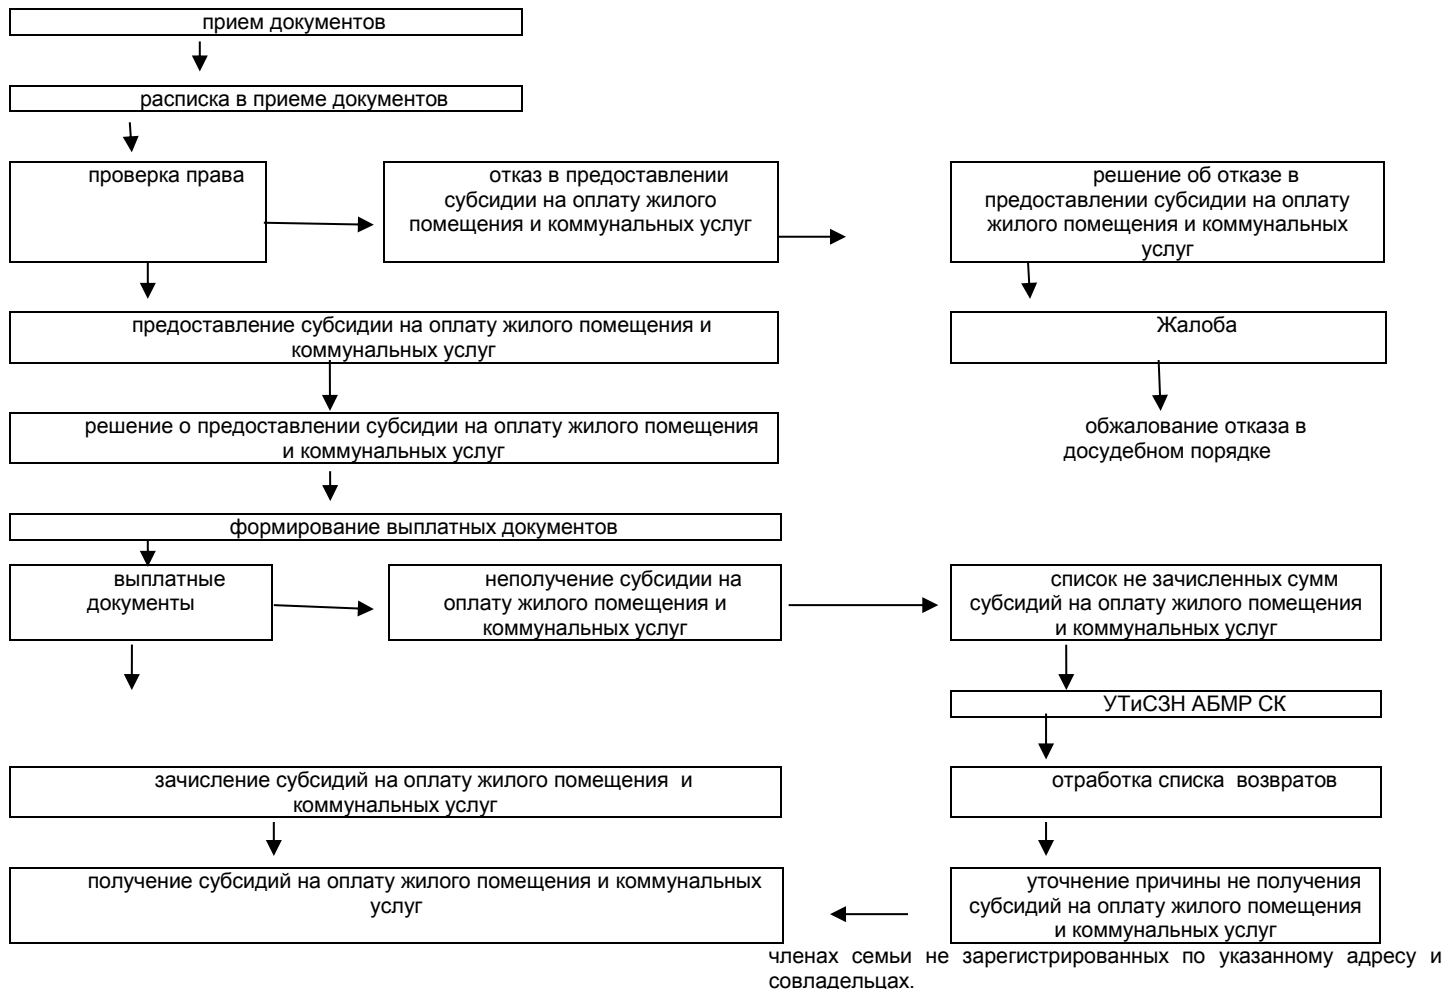 прием документов
расписка в приеме документов
проверка права
отказ в предоставлении
субсидии на оплату жилого
помещения и коммунальных услуг
решение об отказе в
предоставлении субсидии на оплату
жилого помещения и коммунальных
услуг
предоставление субсидии на оплату жилого помещения и
коммунальных услуг
Жалоба
решение о предоставлении субсидии на оплату жилого помещения
и коммунальных услуг
обжалование отказа в
досудебном порядке
формирование выплатных документов
выплатные
документы
неполучение субсидии на
оплату жилого помещения и
коммунальных услуг
список не зачисленных сумм
субсидий на оплату жилого помещения
и коммунальных услуг
УТиСЗН АБМР СК
зачисление субсидий на оплату жилого помещения и
коммунальных услуг
отработка списка возвратов
получение субсидий на оплату жилого помещения и коммунальных
услуг
уточнение причины не получения
субсидий на оплату жилого помещения
и коммунальных услуг
членах семьи не зарегистрированных по указанному адресу и
совладельцах.